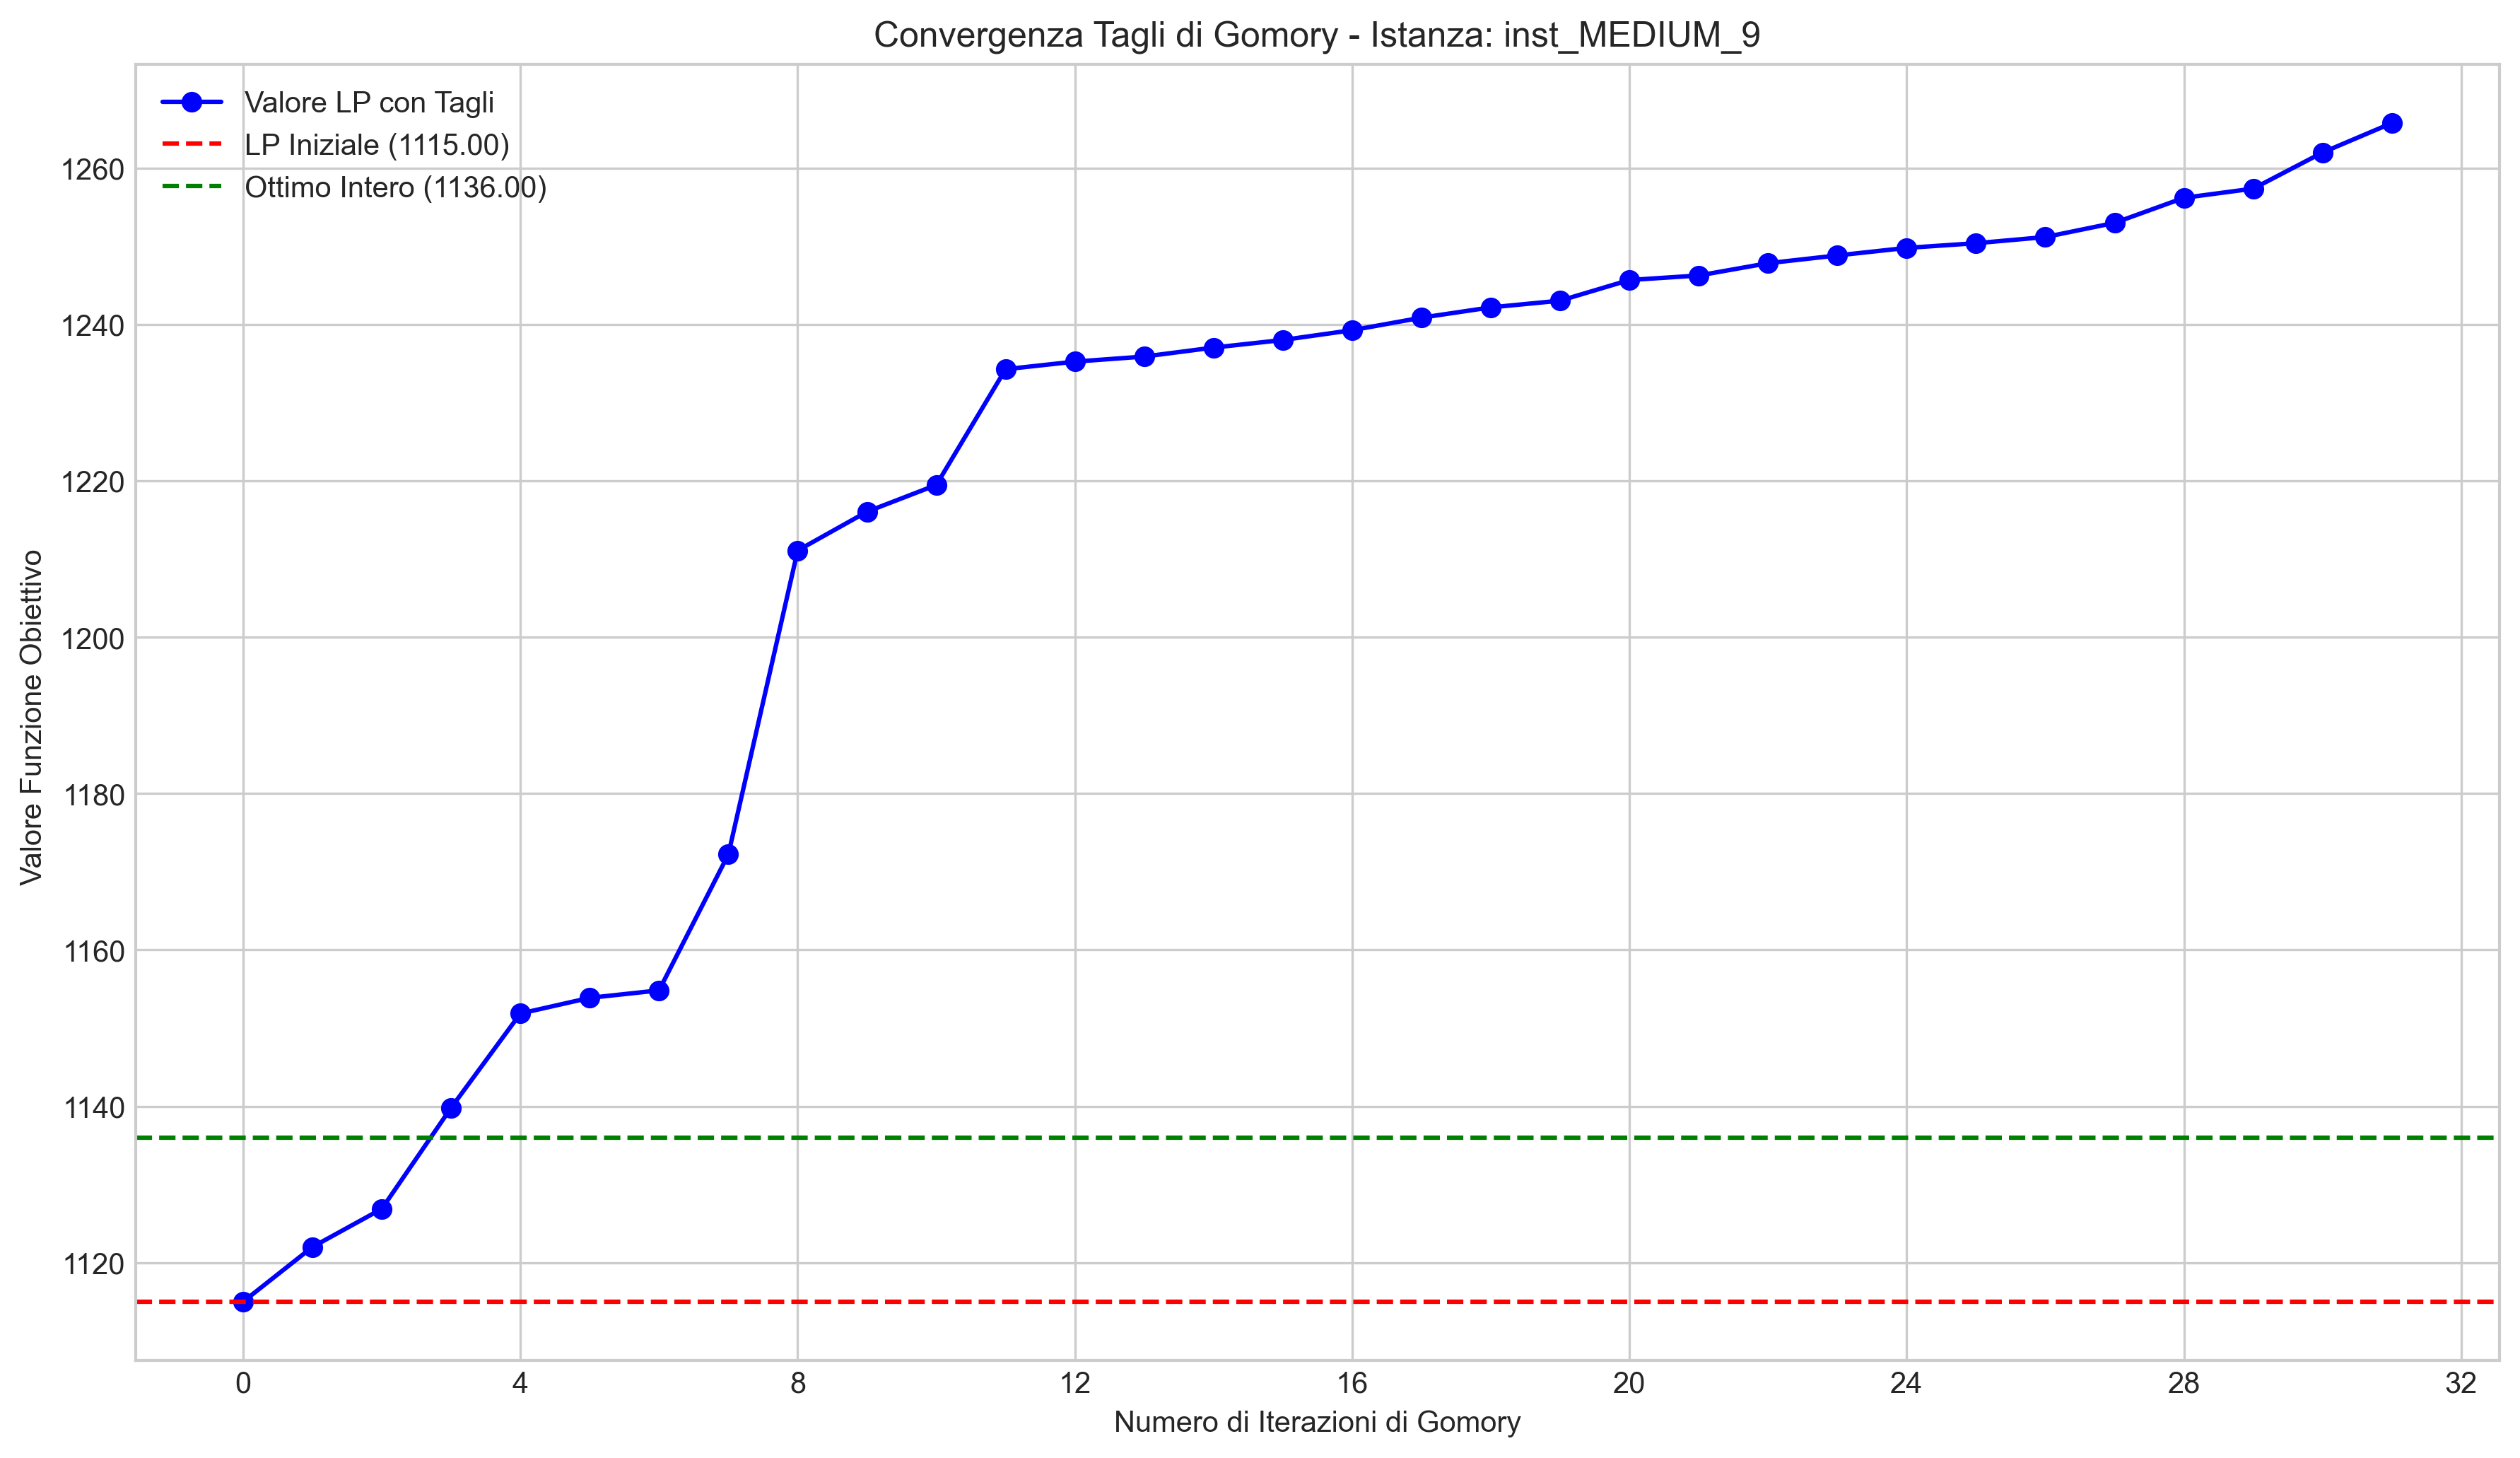 Convergenza Tagli di Gomory - Istanza: inst_MEDIUM_9
Valore LP con Tagli
LP Iniziale (1115.00)
Ottimo Intero (1136.00)
Valore Funzione Obiettivo
1260
1240
1220
1200
1180
1160
1140
1120
0 4 8 12 16 20 24 28 32
Numero di Iterazioni di Gomory